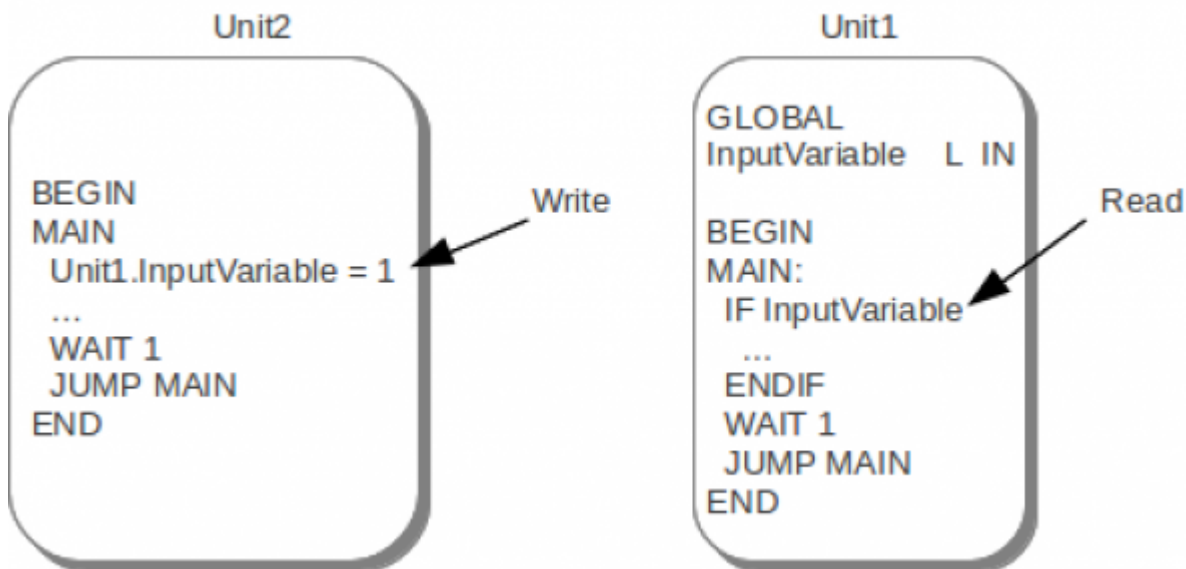 Unit2
BEGIN
MAIN
Unit1.InputVariable = 1
...
WAIT 1
JUMP MAIN
END
Write
Unit1
GLOBAL
InputVariable L IN
BEGIN
MAIN:
IF InputVariable
...
ENDIF
WAIT 1
JUMP MAIN
END
Read